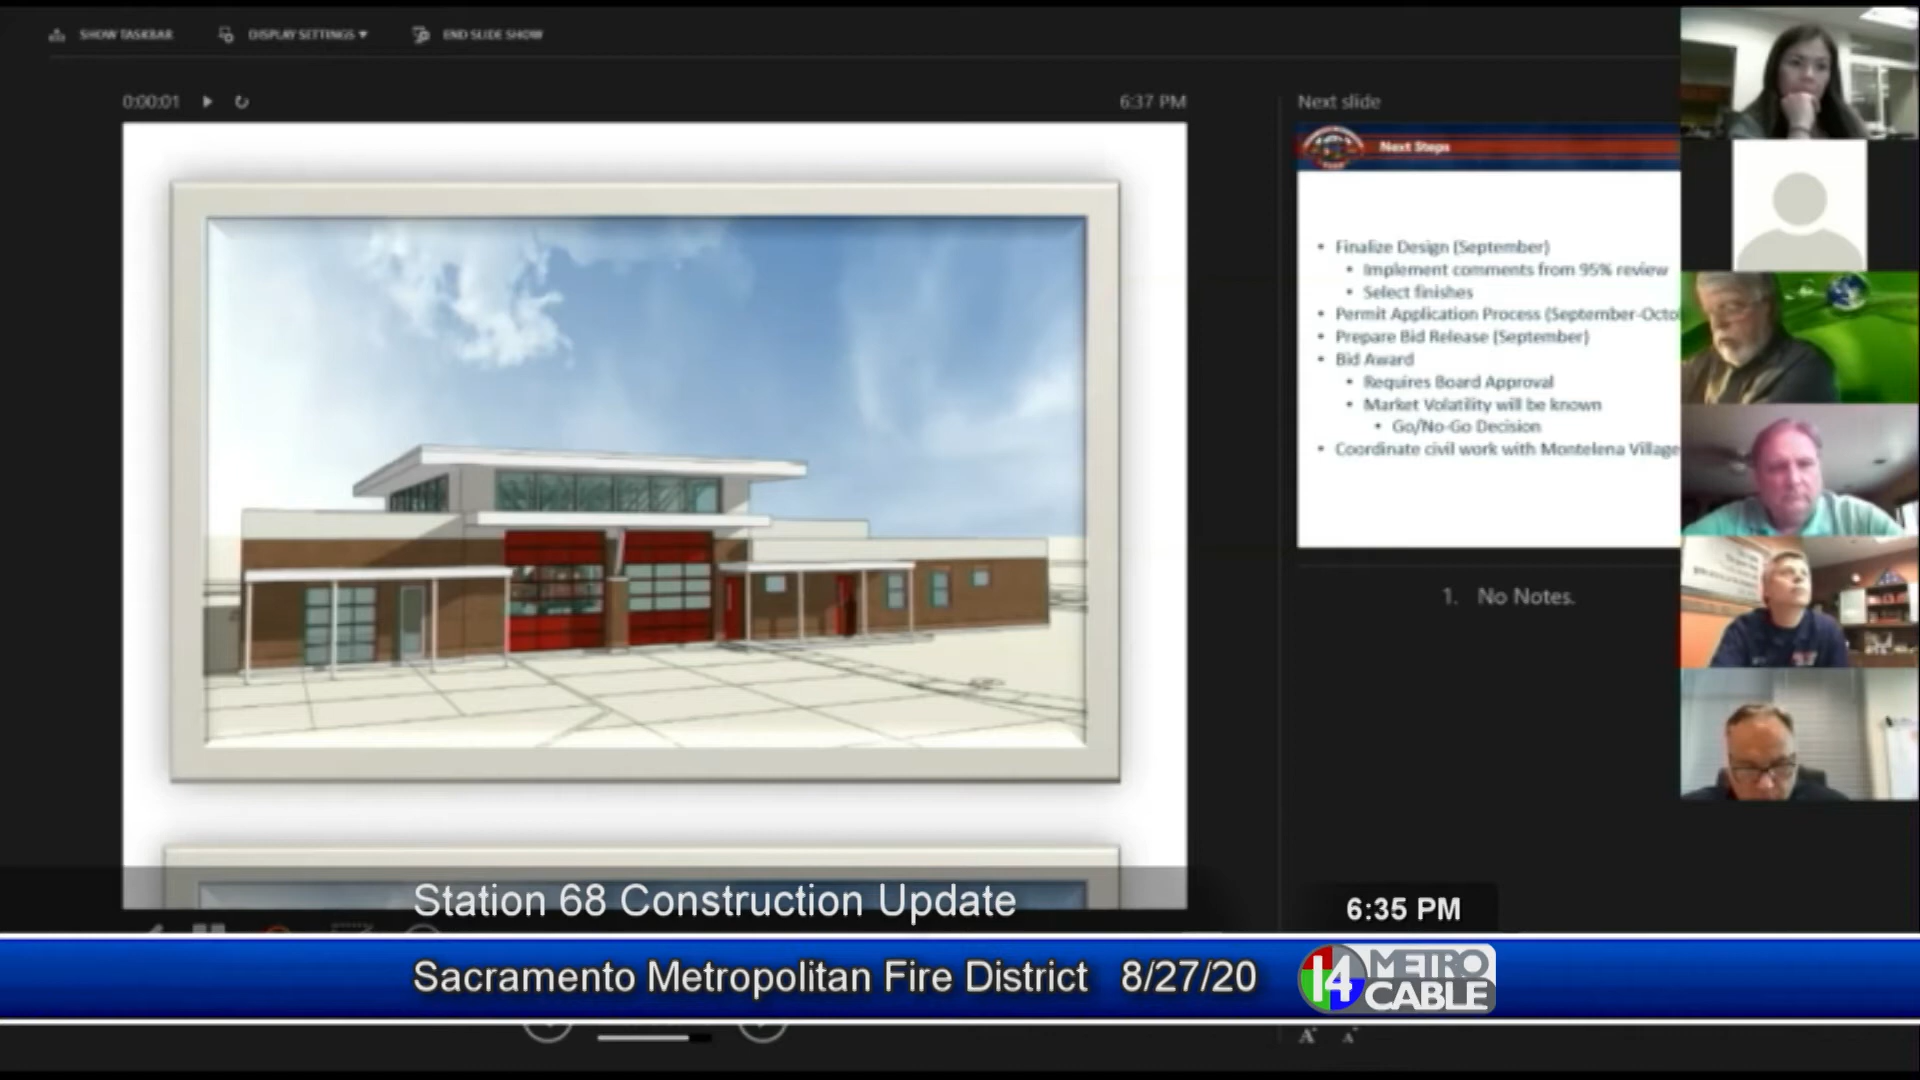 SHOW TASKBAR
DISPLAY SETTINGS
END SLIDE SHOW
0:00:01
6:37 PM
Next slide
Next Steps
• Finalize Design (September)
• Implement comments from 95% review
• Select finishes
• Permit Application Process (September-Octo
• Prepare Bid Release (September)
• Bid Award
• Requires Board Approval
• Market Volatility will be known
• Go/No-Go Decision
• Coordinate civil work with Montelena Village
1. No Notes.
Station 68 Construction Update
6:35 PM
Sacramento Metropolitan Fire District 8/27/20
14 METRO
CABLE
A A